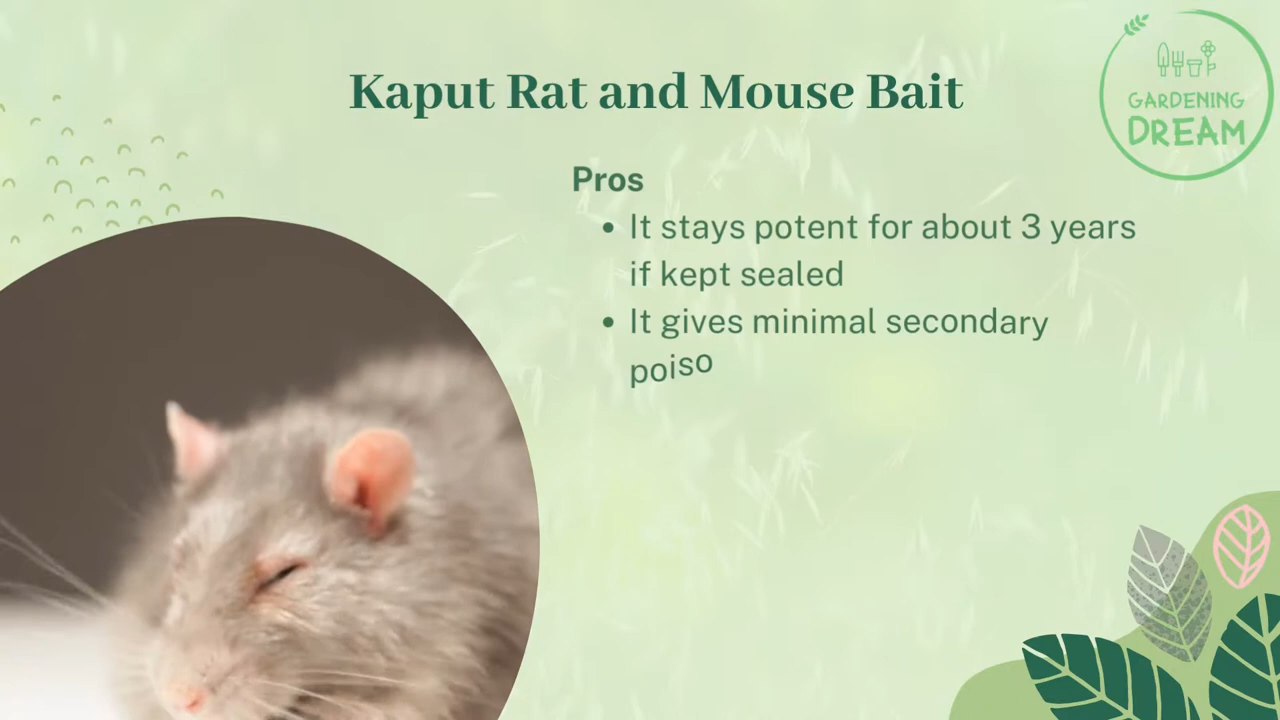 Kaput Rat and Mouse Bait
GARDENING
DREAM
Pros
• It stays potent for about 3 years
if kept sealed
• It gives minimal secondary
poiso